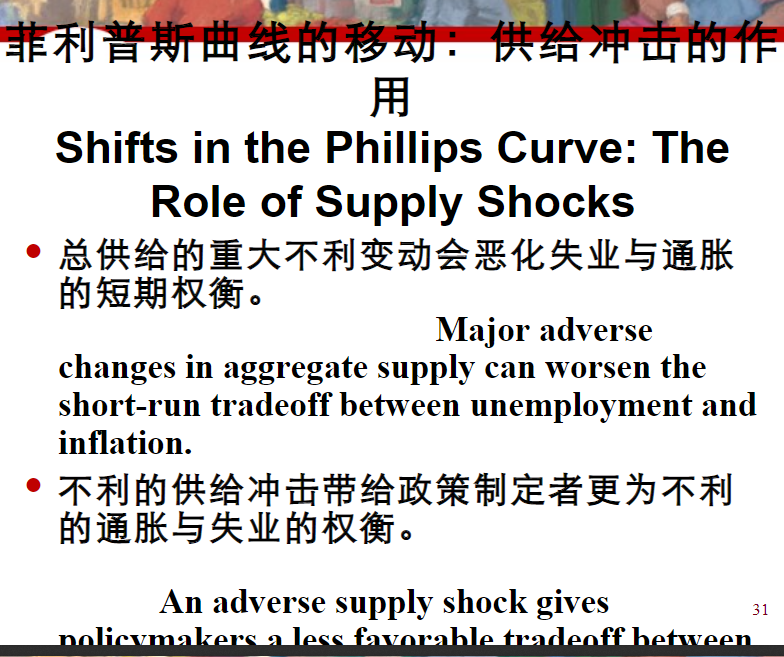 菲利普斯曲线的移动：供给冲击的作
用
Shifts in the Phillips Curve: The
Role of Supply Shocks
• 总供给的重大不利变动会恶化失业与通胀
的短期权衡。
Major adverse
changes in aggregate supply can worsen the
short-run tradeoff between unemployment and
inflation.
• 不利的供给冲击带给政策制定者更为不利
的通胀与失业的权衡。
An adverse supply shock gives
31
policymakers a less favorable tradeoff between